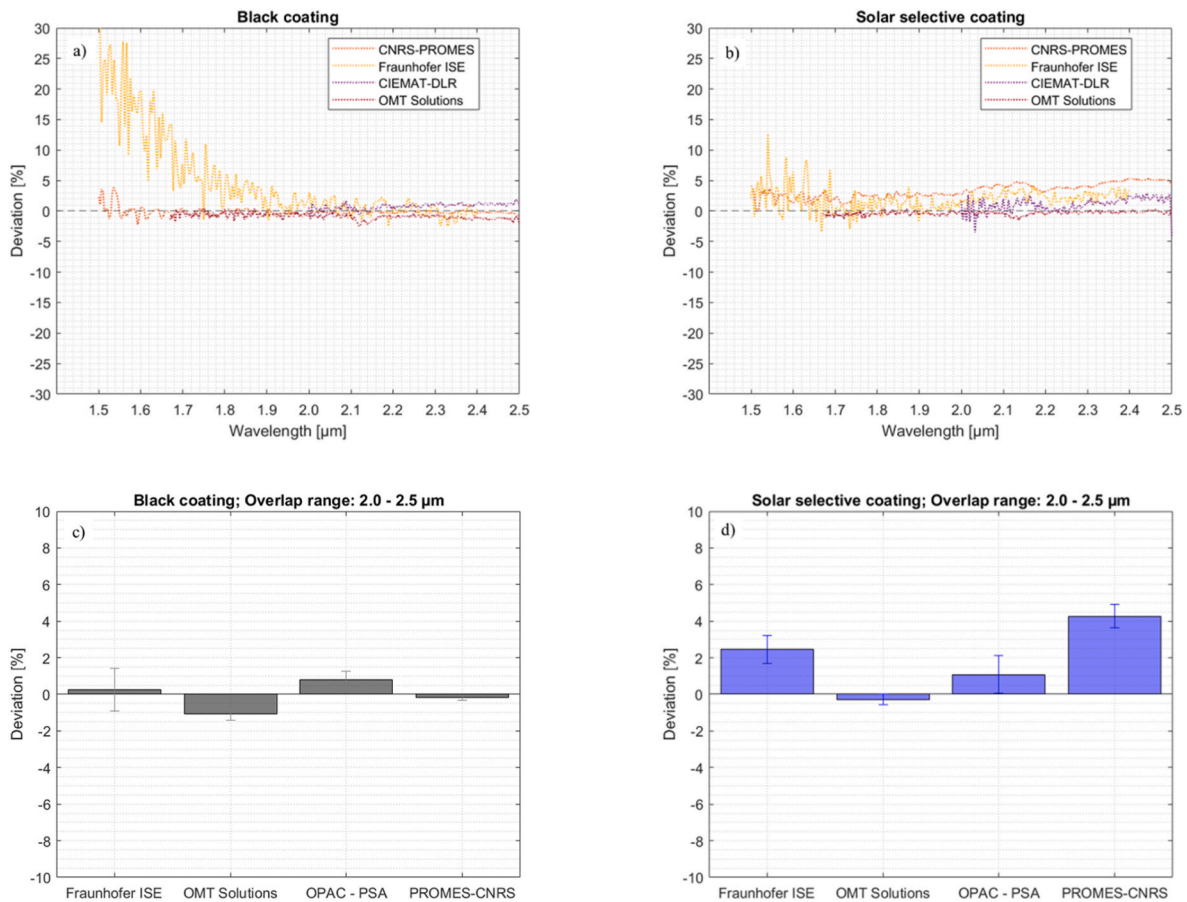 Black coating
a)
CNRS-PROMES
Fraunhofer ISE
CIEMAT-DLR
OMT Solutions
30
25
20
15
10
5
0
-5
-10
-15
-20
-25
-30
Deviation [%]
1.5 1.6 1.7 1.8 1.9 2.0 2.1 2.2 2.3 2.4 2.5
Wavelength [µm]
Solar selective coating
b)
CNRS-PROMES
Fraunhofer ISE
CIEMAT-DLR
OMT Solutions
30
25
20
15
10
5
0
-5
-10
-15
-20
-25
-30
Deviation [%]
1.5 1.6 1.7 1.8 1.9 2.0 2.1 2.2 2.3 2.4 2.5
Wavelength [µm]
Black coating; Overlap range: 2.0 - 2.5 µm
c)
10
8
6
4
2
0
-2
-4
-6
-8
-10
Deviation [%]
Fraunhofer ISE OMT Solutions OPAC - PSA PROMES-CNRS
Solar selective coating; Overlap range: 2.0 - 2.5 µm
d)
10
8
6
4
2
0
-2
-4
-6
-8
-10
Deviation [%]
Fraunhofer ISE OMT Solutions OPAC - PSA PROMES-CNRS